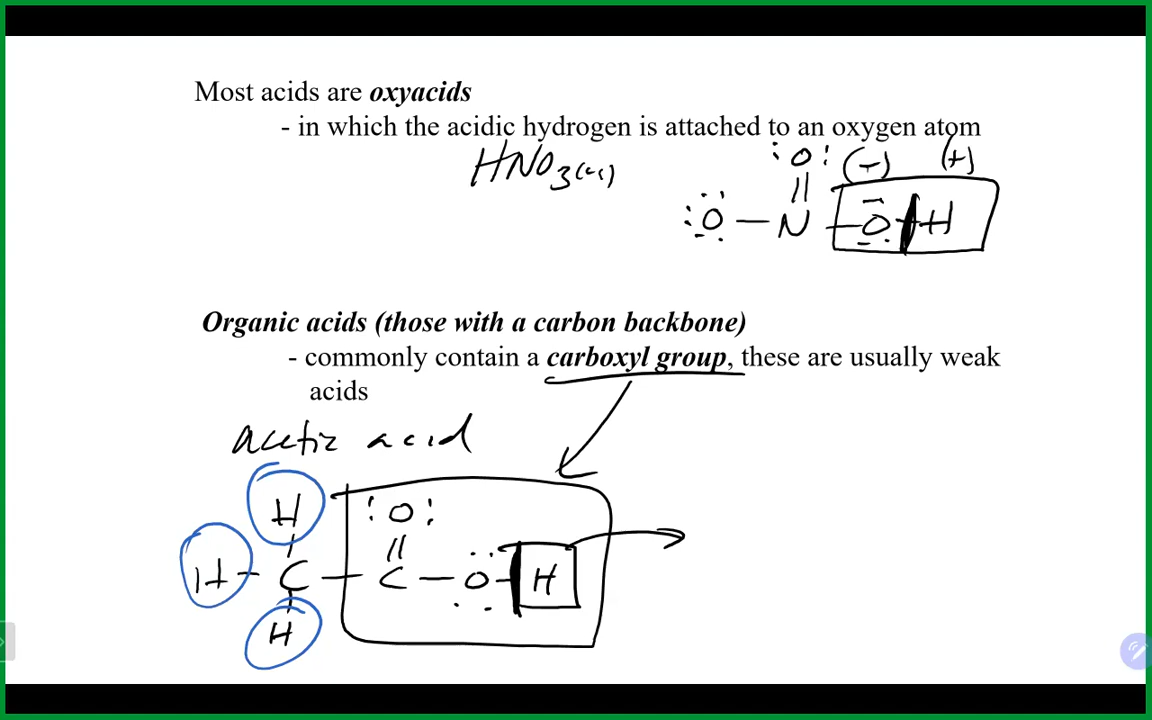 Most acids are oxyacids
- in which the acidic hydrogen is attached to an oxygen atom
HNO3(aq)
:O: (-) (+)
:O - N - O - H
Organic acids (those with a carbon backbone)
- commonly contain a carboxyl group, these are usually weak
acids
acetic acid
H :O:
H - C - C - O - H
H